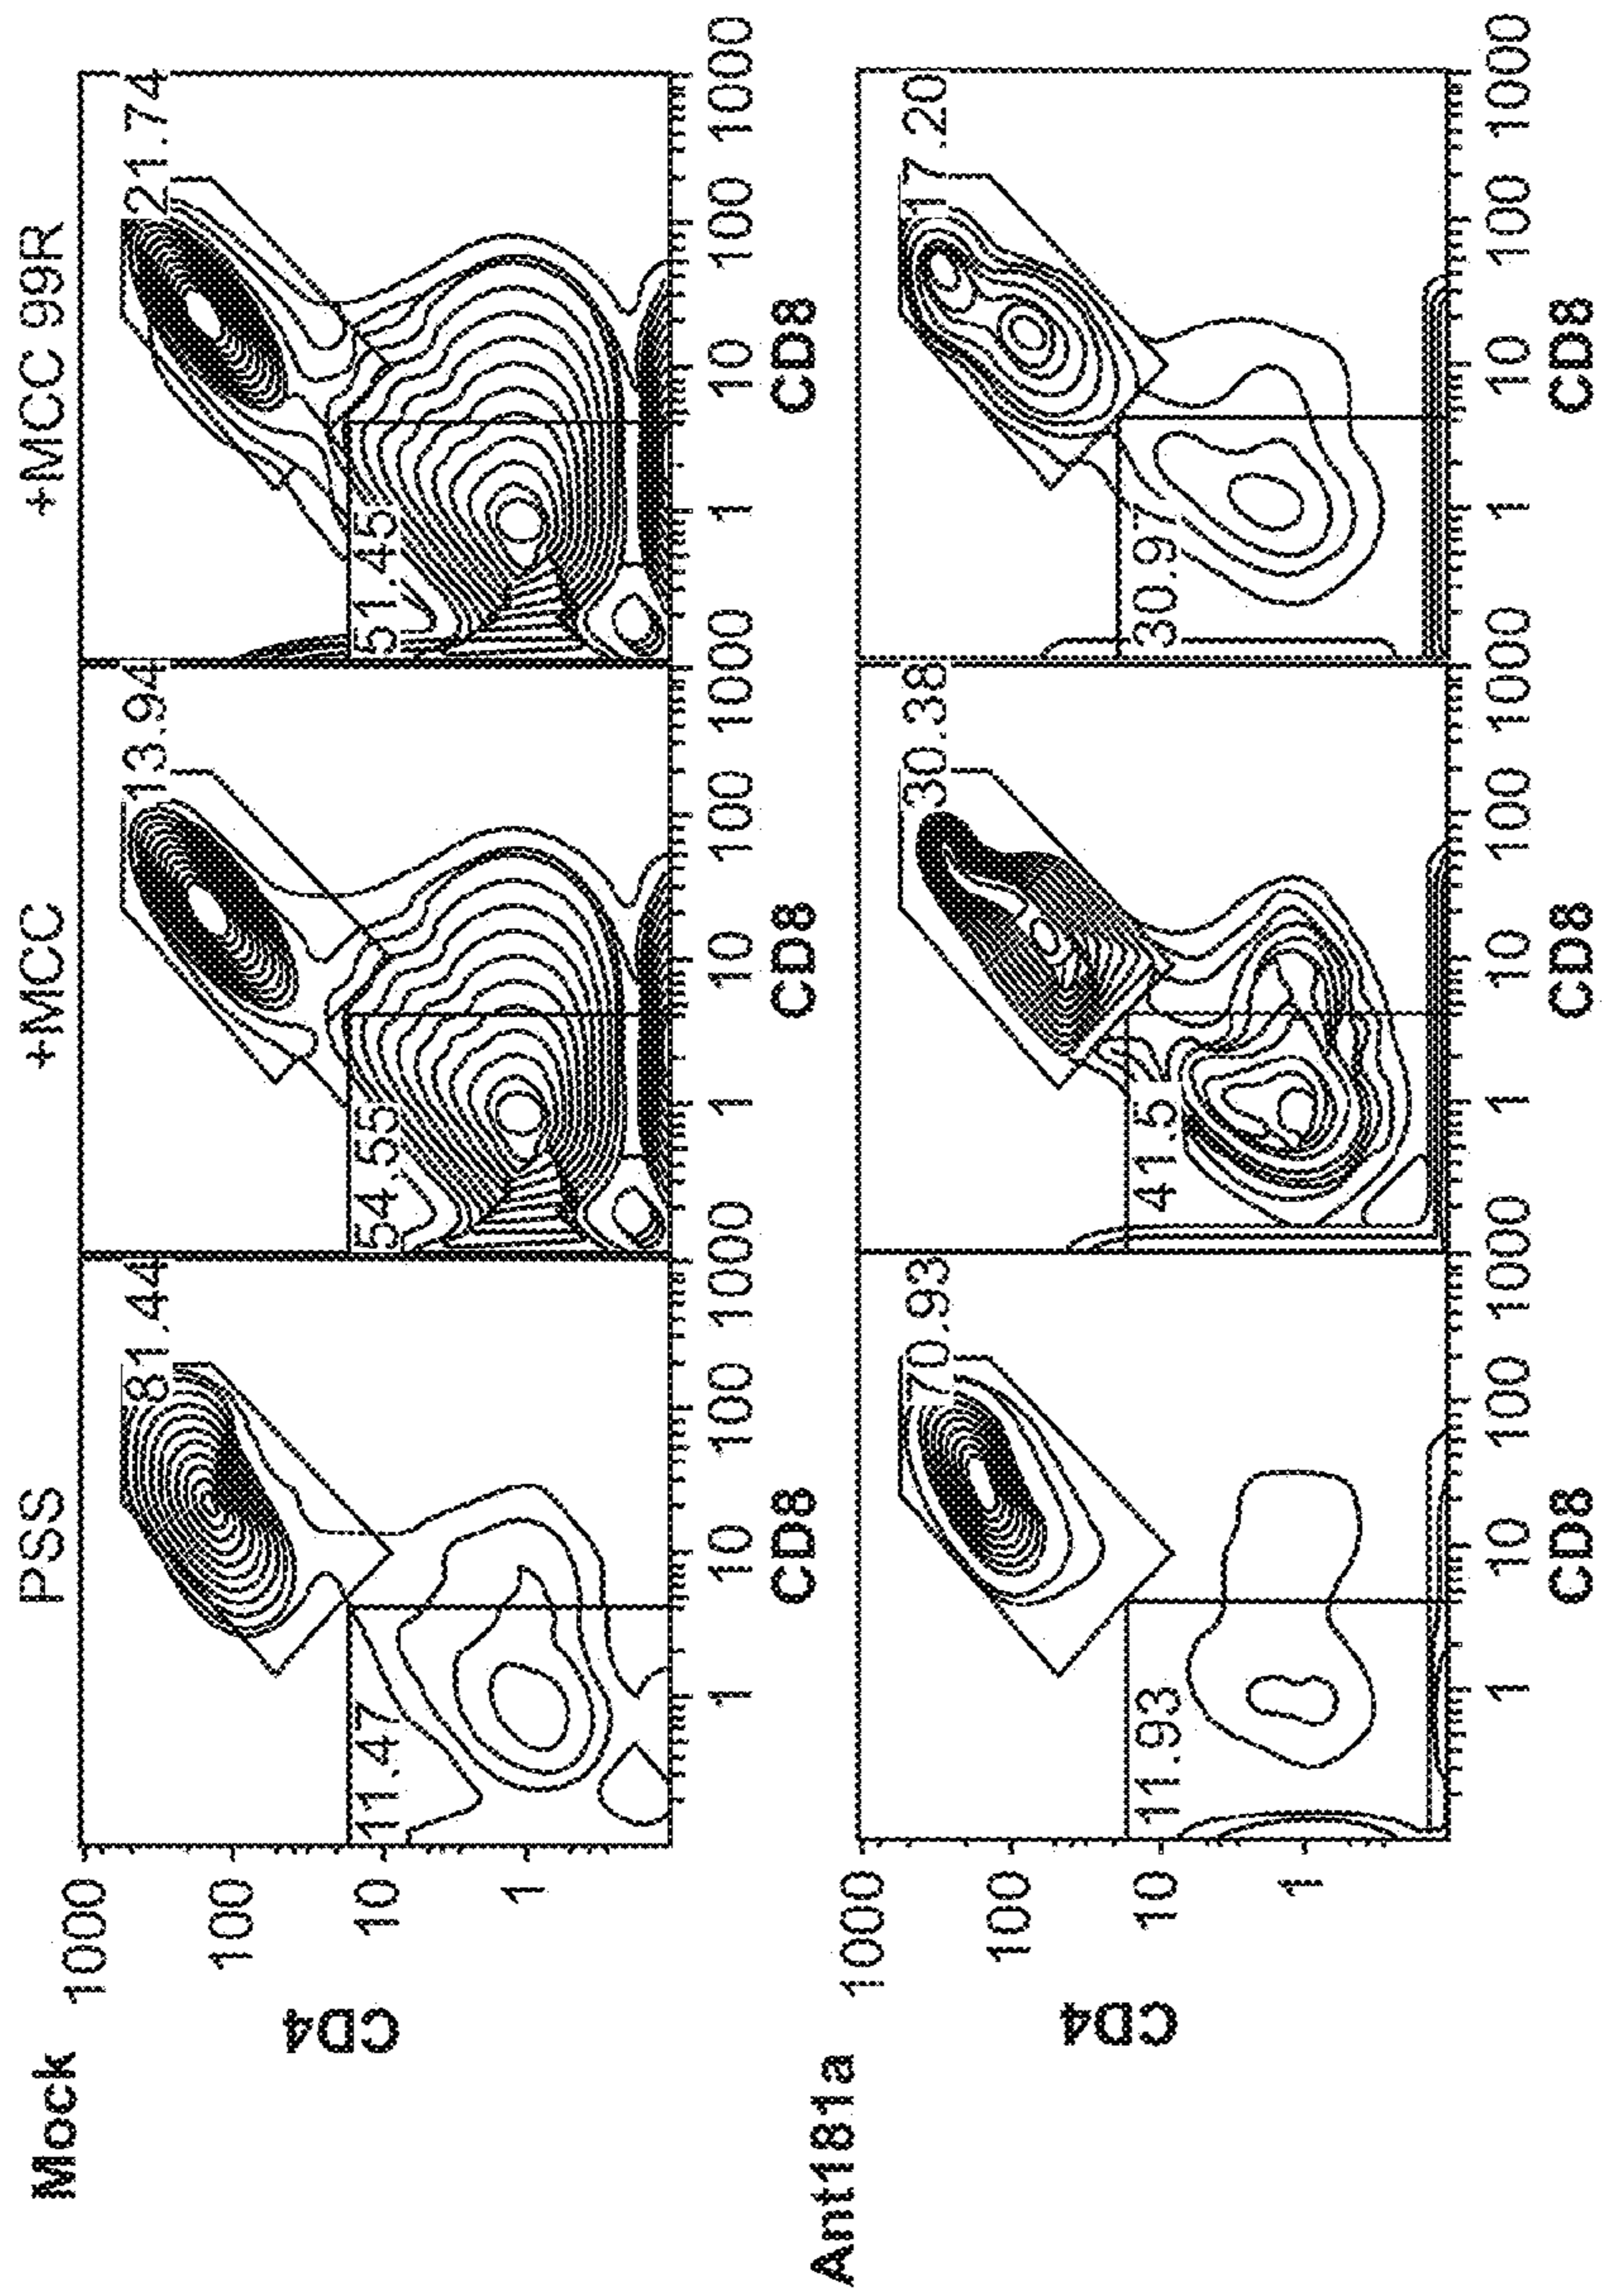 PSS +MCC +MCC 99R
Mock
CD4
1000
100
10
1
81.44
11.47
13.94
54.55
21.74
51.45
1 10 100 1000 1 10 100 1000 1 10 100 1000
CD8 CD8 CD8
Ant181a
CD4
1000
100
10
1
70.93
11.93
30.38
41.57
17.20
30.97
1 10 100 1000 1 10 100 1000 1 10 100 1000
CD8 CD8 CD8